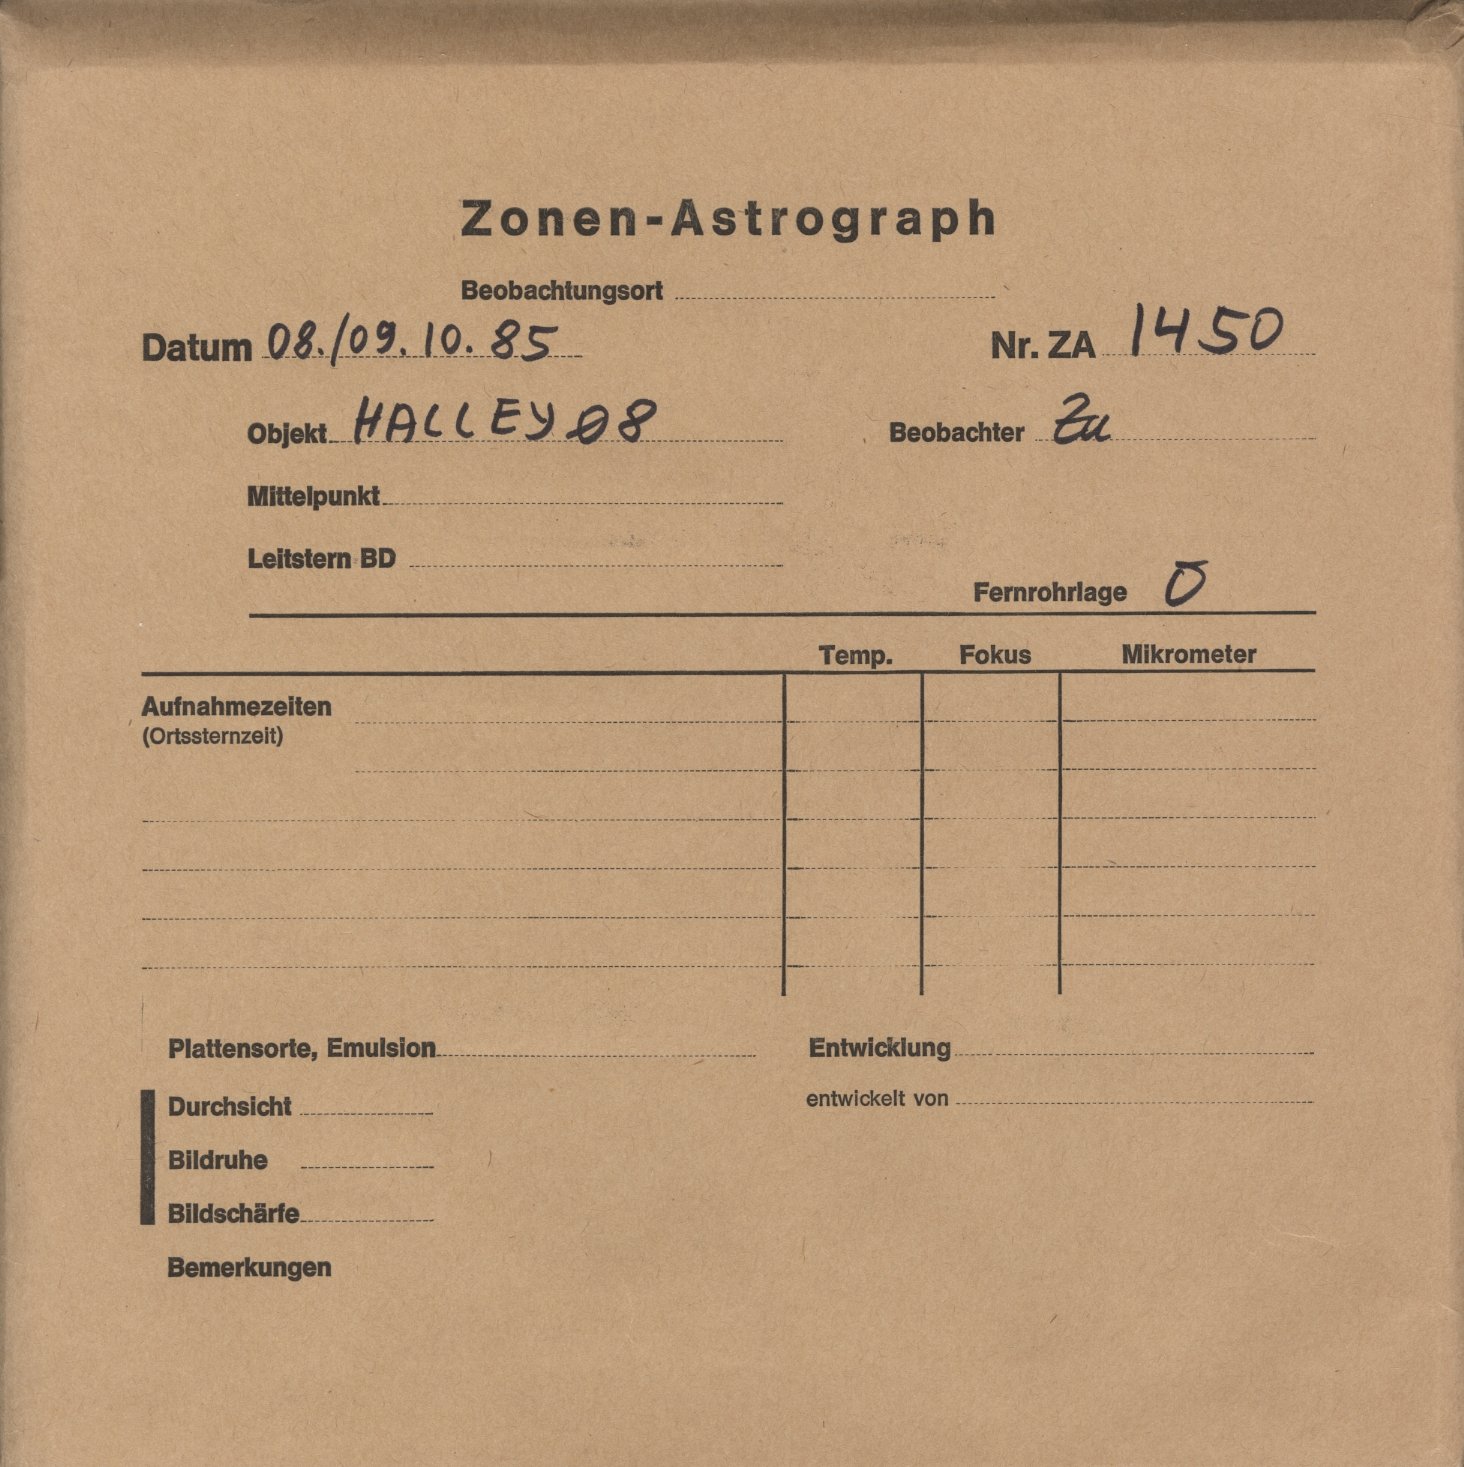 Zonen-Astrograph
Beobachtungsort
Datum 08./09. 10. 85
Nr. ZA 1450
Objekt HALLEY 08
Beobachter Zu
Mittelpunkt
Leitstern BD
Fernrohrlage O
Temp. Fokus Mikrometer
Aufnahmezeiten
(Ortssternzeit)
Plattensorte, Emulsion
Entwicklung
Durchsicht
entwickelt von
Bildruhe
Bildschärfe
Bemerkungen